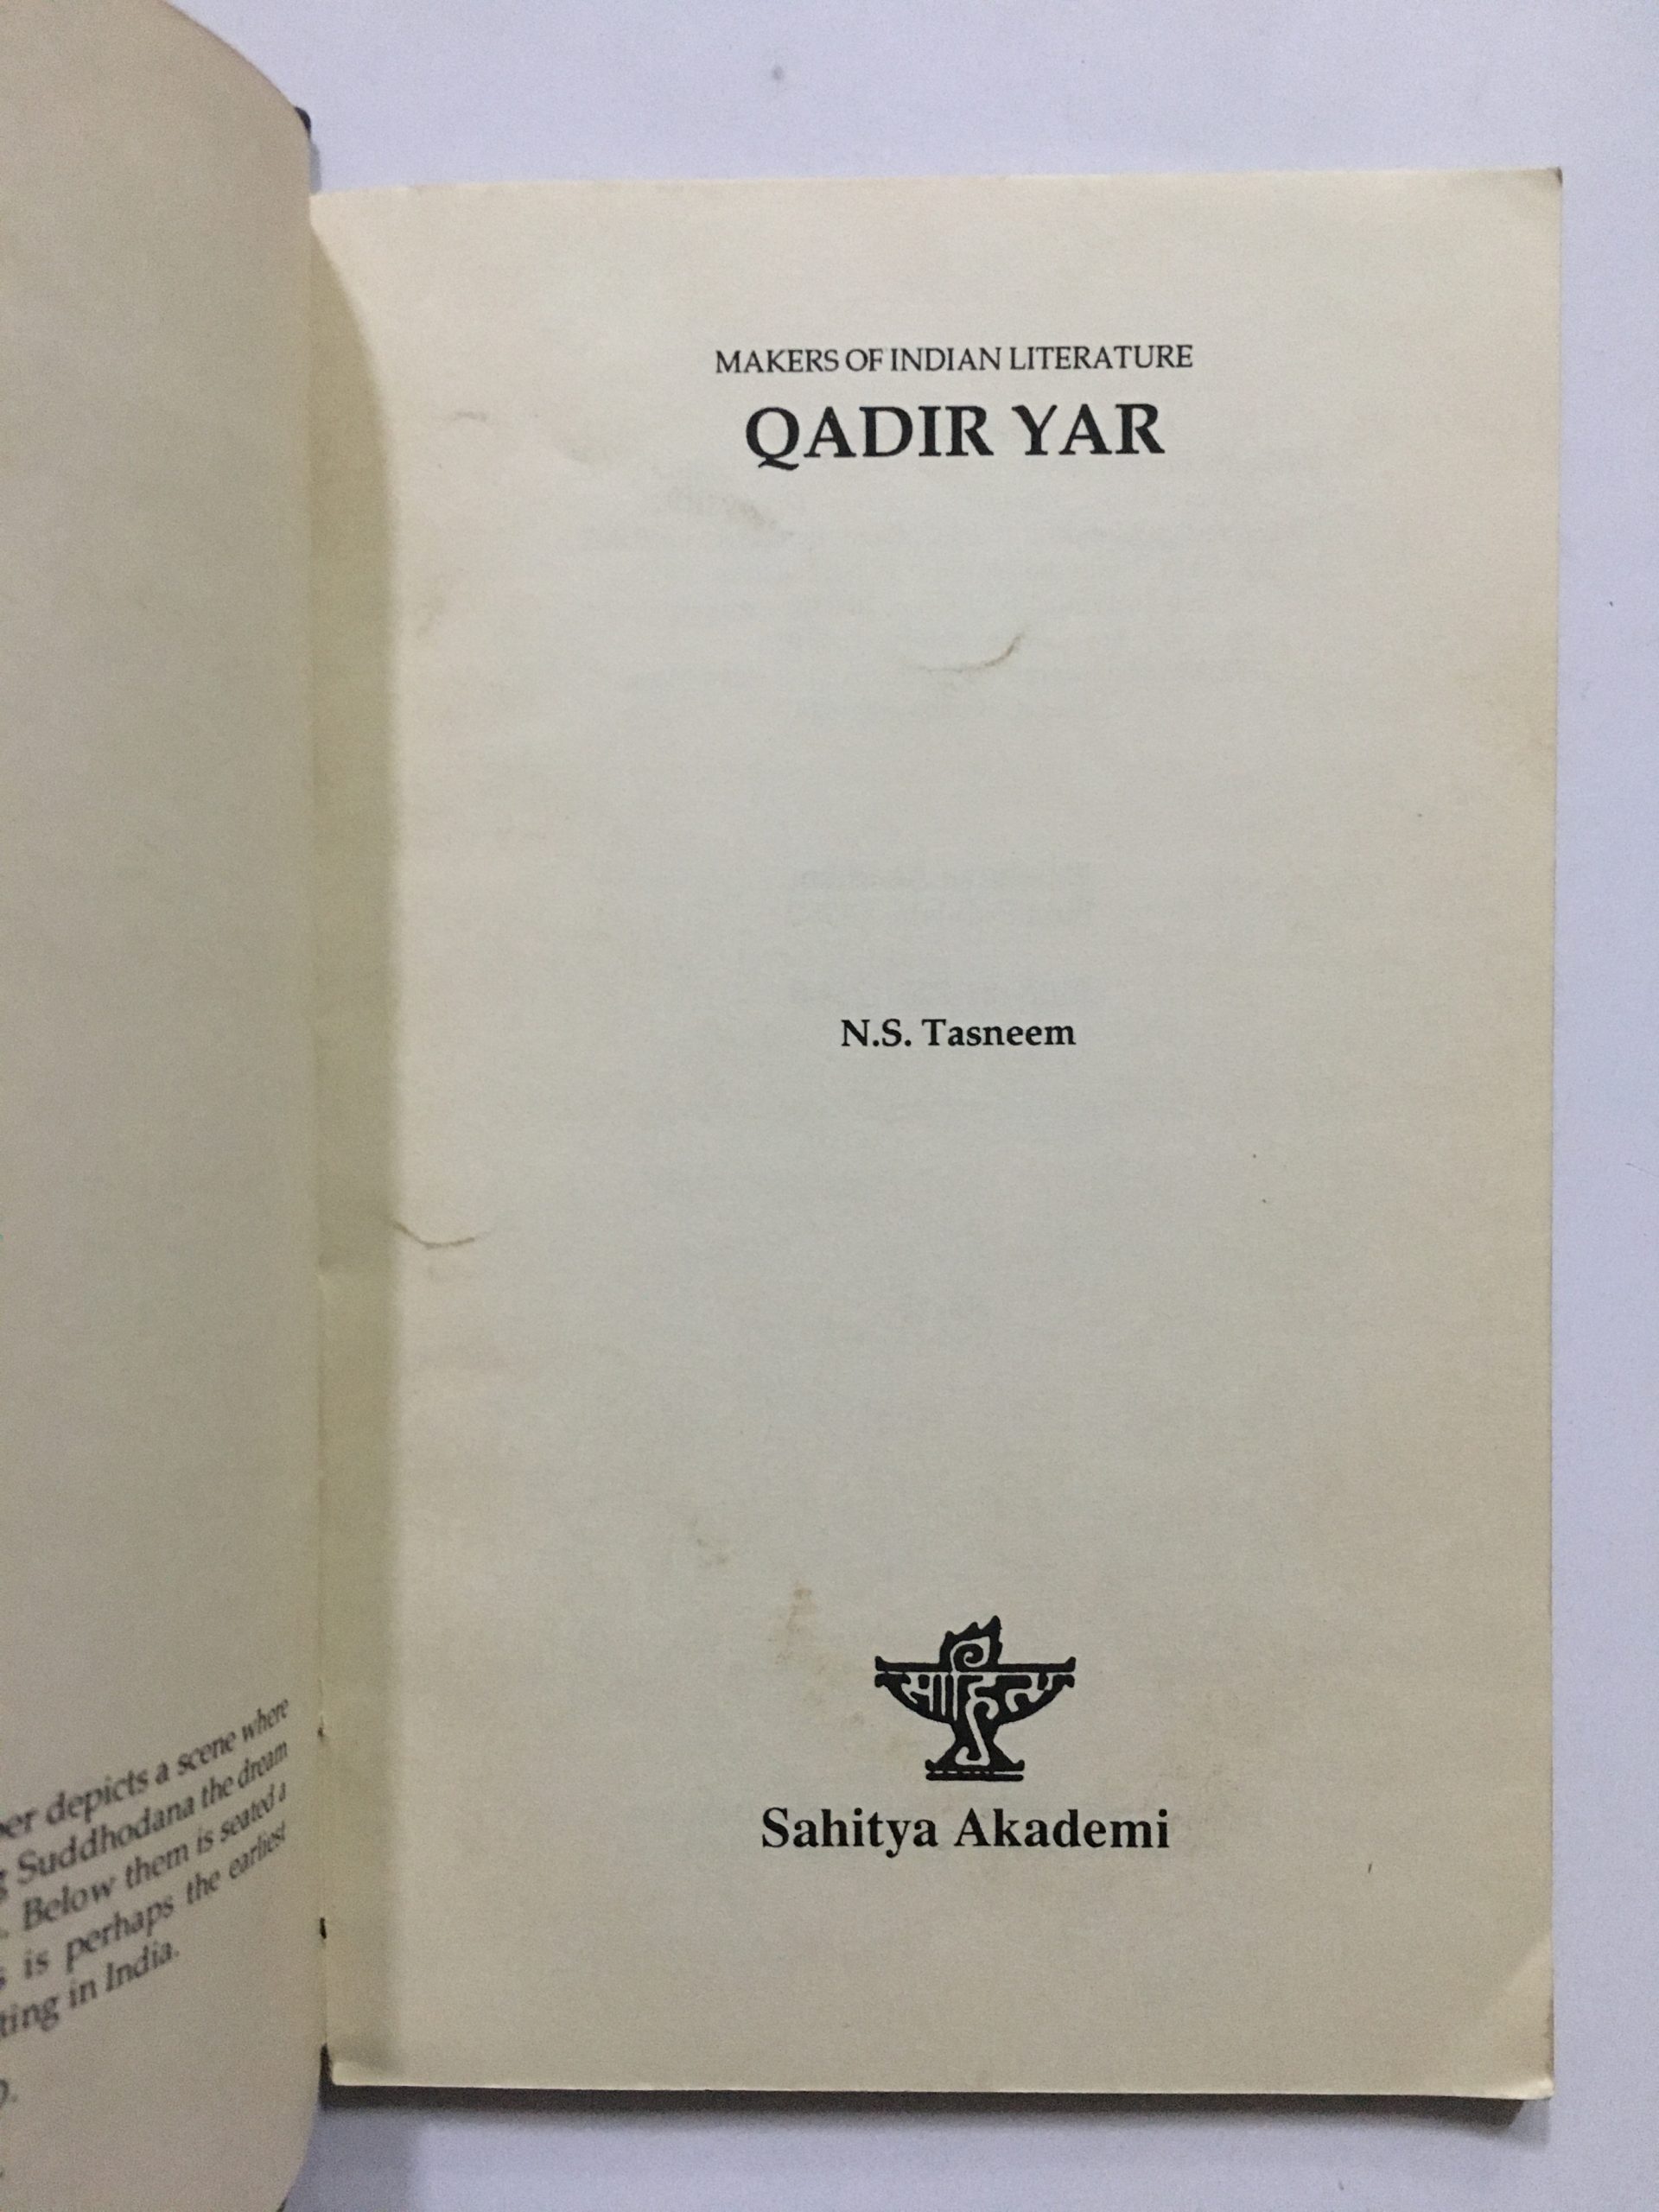 er depicts a scene where
Suddhodana the dream
. Below them is seated a
is perhaps the earliest
ting in India.
MAKERS OF INDIAN LITERATURE
QADIR YAR
N.S. Tasneem
साहित्य
Sahitya Akademi